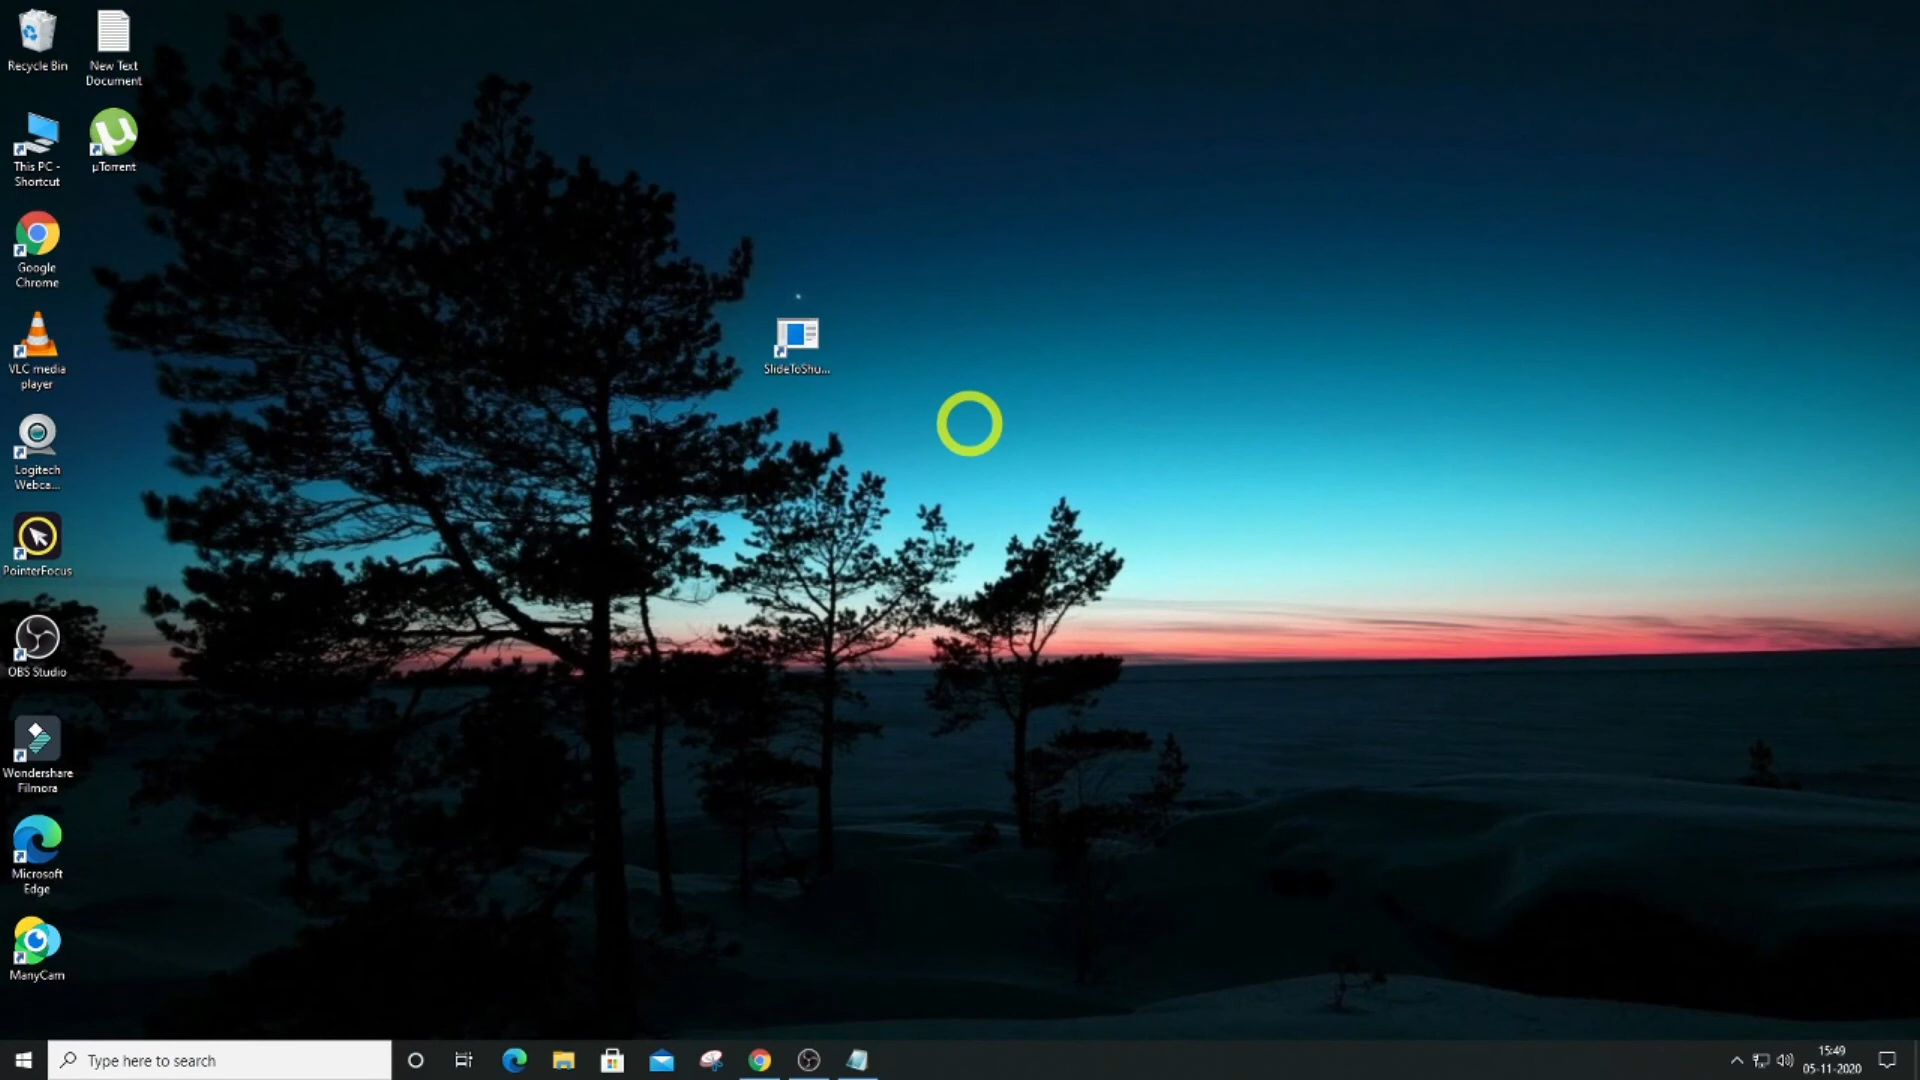 Recycle Bin
New Text
Document
This PC -
Shortcut
µTorrent
Google
Chrome
VLC media
player
SlideToShu...
Logitech
Webca...
PointerFocus
OBS Studio
Wondershare
Filmora
Microsoft
Edge
ManyCam
Type here to search
15:49
05-11-2020